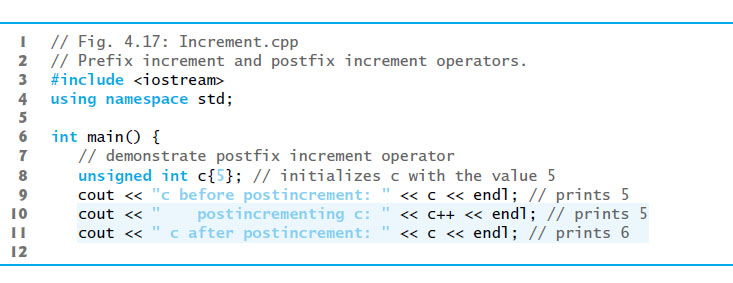 1 // Fig. 4.17: Increment.cpp
2 // Prefix increment and postfix increment operators.
3 #include <iostream>
4 using namespace std;
5
6 int main() {
7 // demonstrate postfix increment operator
8 unsigned int c{5}; // initializes c with the value 5
9 cout << "c before postincrement: " << c << endl; // prints 5
10 cout << "    postincrementing c: " << c++ << endl; // prints 5
11 cout << " c after postincrement: " << c << endl; // prints 6
12